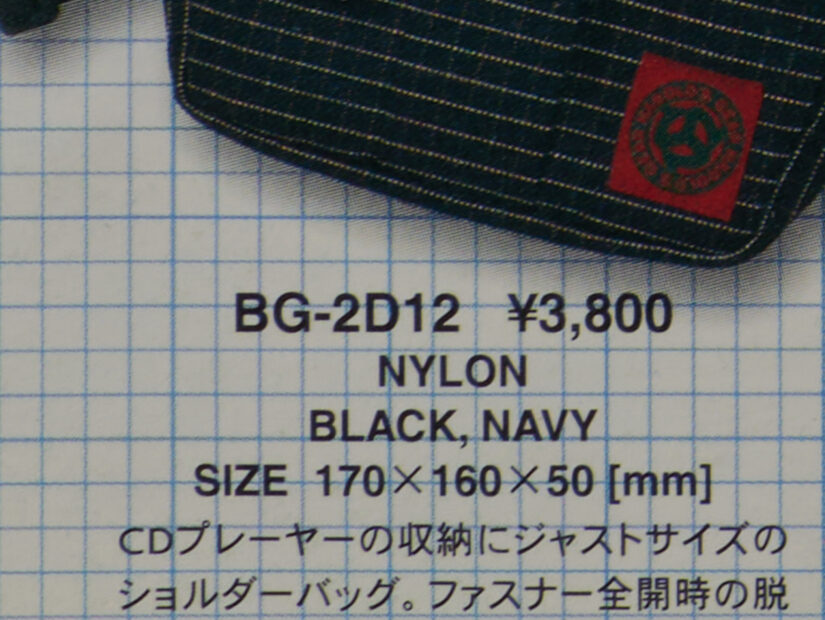 BG-2D12 ¥3,800
NYLON
BLACK, NAVY
SIZE 170×160×50 [mm]
CDプレーヤーの収納にジャストサイズの
ショルダーバッグ。ファスナー全開時の脱